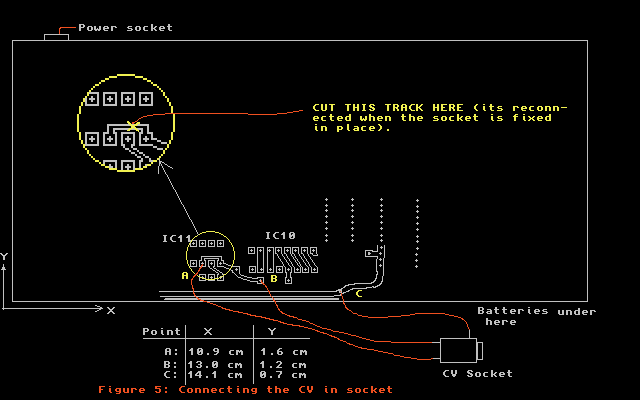 Power socket
CUT THIS TRACK HERE (its reconn-
ected when the socket is fixed
in place).
IC11
IC10
A
B
C
Y
X
Batteries under
here
Point X Y
A: 10.9 cm 1.6 cm
B: 13.0 cm 1.2 cm
C: 14.1 cm 0.7 cm
CV Socket
Figure 5: Connecting the CV in socket